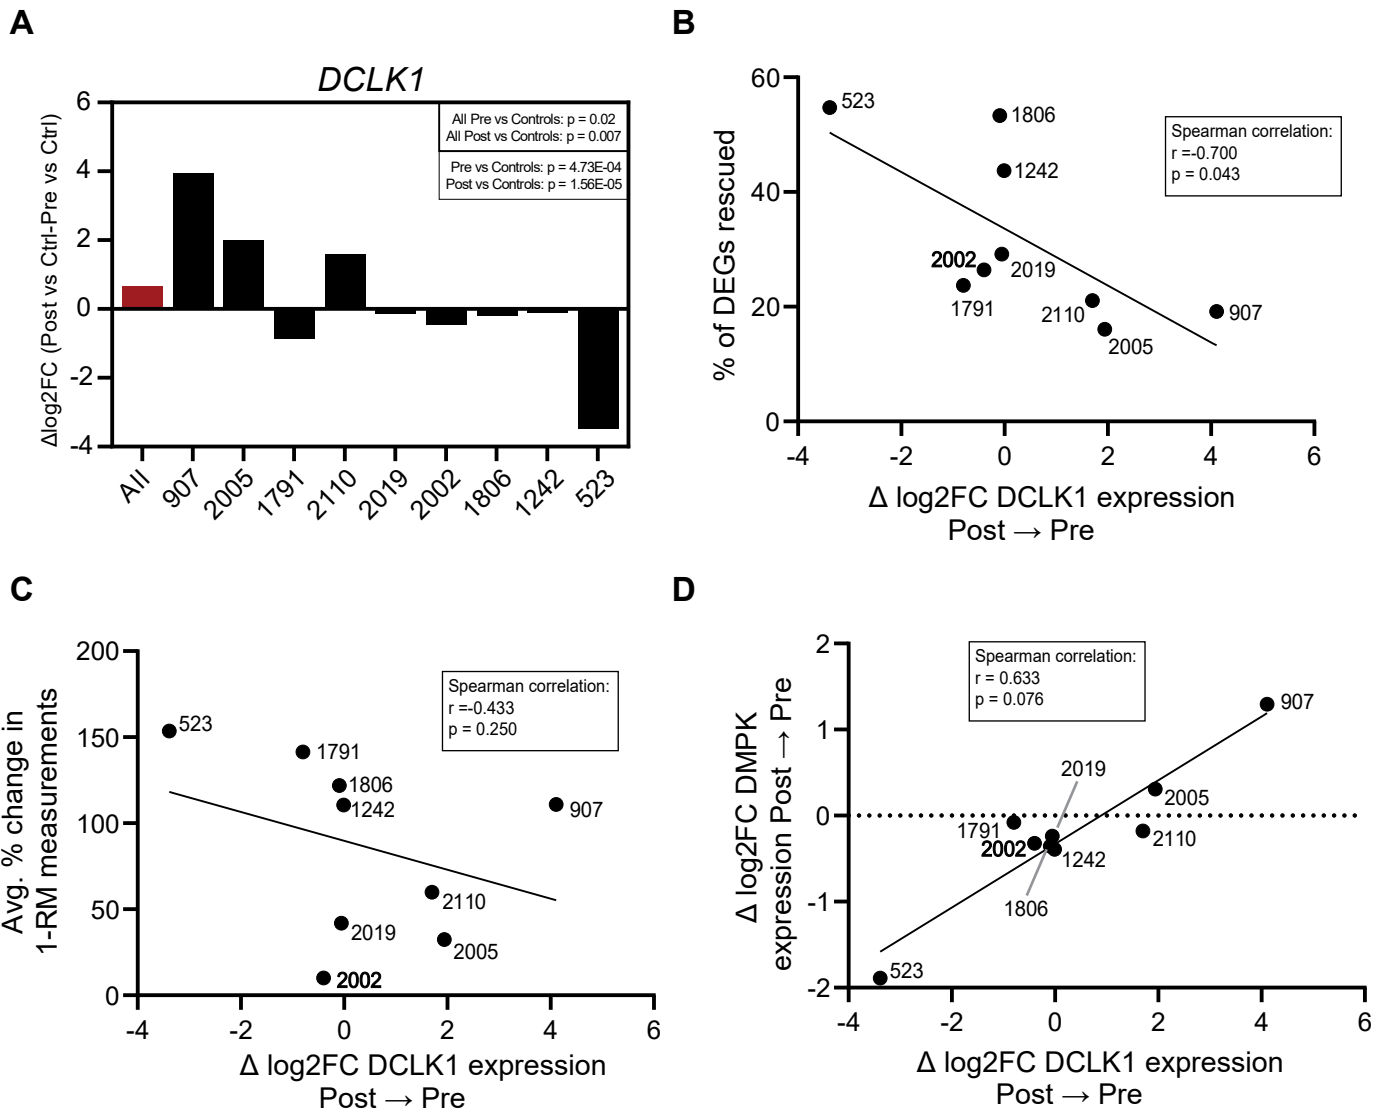 A
DCLK1
Δlog2FC (Post vs Ctrl-Pre vs Ctrl)
6
4
2
0
-2
-4
All Pre vs Controls: p = 0.02
All Post vs Controls: p = 0.007
Pre vs Controls: p = 4.73E-04
Post vs Controls: p = 1.56E-05
All
907
2005
1791
2110
2019
2002
1806
1242
523
B
% of DEGs rescued
60
40
20
0
523
1806
1242
2002
2019
1791
2110
2005
907
Spearman correlation:
r =-0.700
p = 0.043
-4
-2
0
2
4
6
Δ log2FC DCLK1 expression
Post → Pre
C
Avg. % change in
1-RM measurements
200
150
100
50
0
523
1791
1806
1242
907
2110
2019
2005
2002
Spearman correlation:
r =-0.433
p = 0.250
-4
-2
0
2
4
6
Δ log2FC DCLK1 expression
Post → Pre
D
Δ log2FC DMPK
expression Post → Pre
2
1
0
-1
-2
Spearman correlation:
r = 0.633
p = 0.076
907
2019
2005
1791
2110
2002
1242
1806
523
-4
-2
0
2
4
6
Δ log2FC DCLK1 expression
Post → Pre